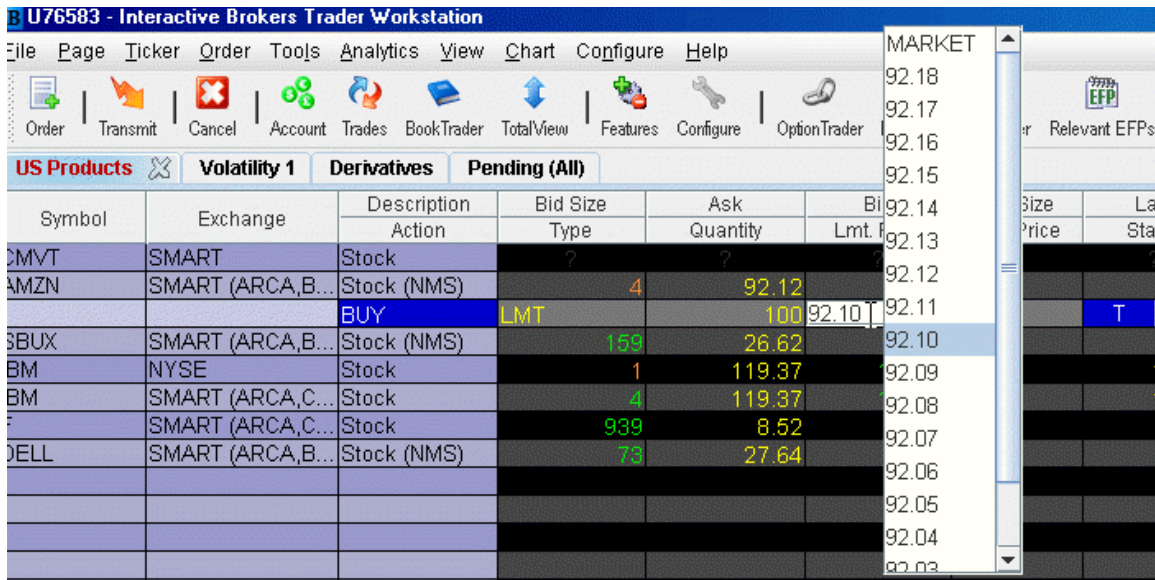 U76583 - Interactive Brokers Trader Workstation
File Page Ticker Order Tools Analytics View Chart Configure Help
Order Transmit Cancel Account Trades BookTrader TotalView Features Configure OptionTrader Relevant EFPs
EFP
US Products Volatility 1 Derivatives Pending (All)
Symbol Exchange Description Bid Size Ask
Action Type Quantity Lmt.
CMVT SMART Stock ? ? ?
AMZN SMART (ARCA,B... Stock (NMS) 4 92.12
BUY LMT 100 92.10 T
SBUX SMART (ARCA,B... Stock (NMS) 159 26.62
IBM NYSE Stock 1 119.37
IBM SMART (ARCA,C... Stock 4 119.37
F SMART (ARCA,C... Stock 939 8.52
DELL SMART (ARCA,B... Stock (NMS) 73 27.64
MARKET
92.18
92.17
92.16
92.15
92.14
92.13
92.12
92.11
92.10
92.09
92.08
92.07
92.06
92.05
92.04
92.03
Size
Price